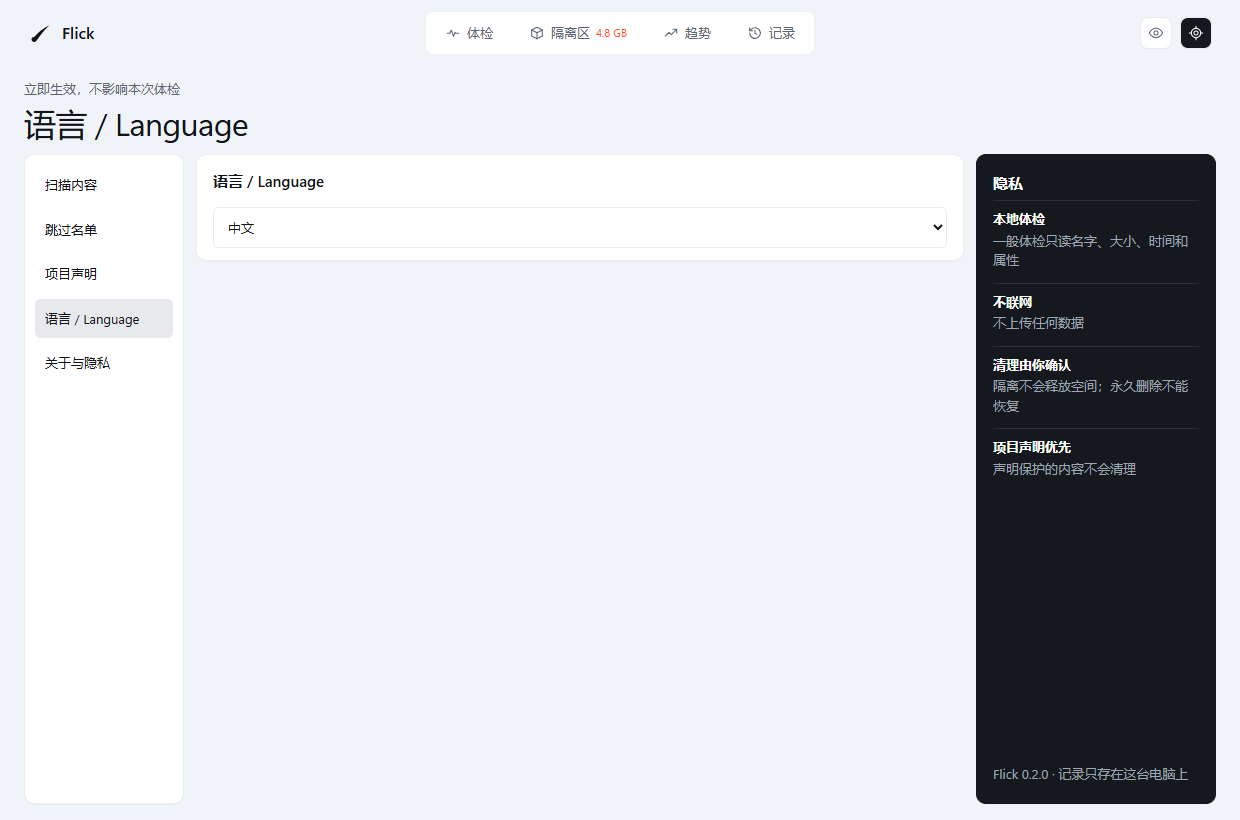 Flick
体检
隔离区 4.8 GB
趋势
记录
立即生效，不影响本次体检
语言 / Language
扫描内容
跳过名单
项目声明
语言 / Language
关于与隐私
语言 / Language
中文
隐私
本地体检
一般体检只读名字、大小、时间和
属性
不联网
不上传任何数据
清理由你确认
隔离不会释放空间；永久删除不能
恢复
项目声明优先
声明保护的内容不会清理
Flick 0.2.0 · 记录只存在这台电脑上